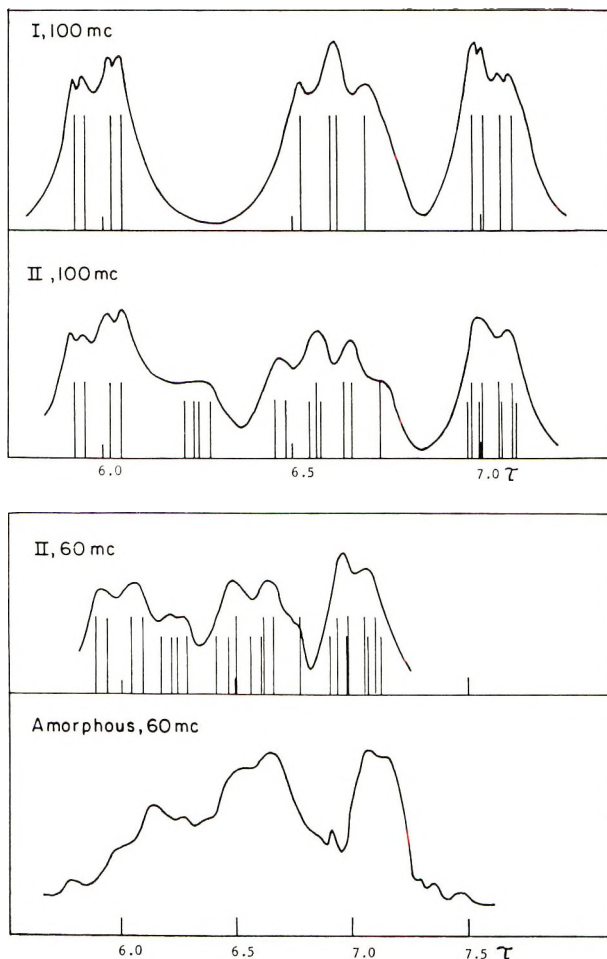 I, 100 mc
II, 100 mc
6.0 6.5 7.0 τ
II, 60 mc
Amorphous, 60 mc
6.0 6.5 7.0 7.5 τ